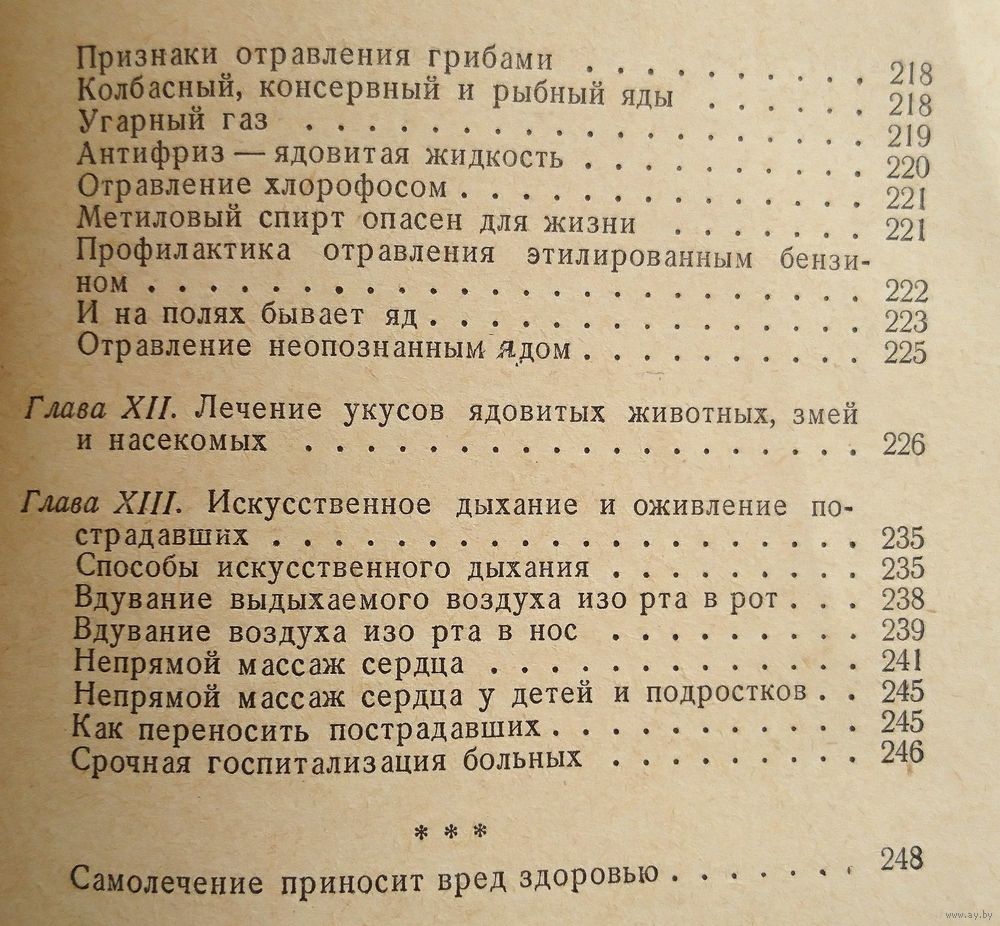 Признаки отравления грибами . . . . . . . . . . 218
Колбасный, консервный и рыбный яды . . . . . . 218
Угарный газ . . . . . . . . . . . . . . . . . . 219
Антифриз — ядовитая жидкость . . . . . . . . . 220
Отравление хлорофосом . . . . . . . . . . . . . 221
Метиловый спирт опасен для жизни . . . . . . . 221
Профилактика отравления этилированным бензи-
ном . . . . . . . . . . . . . . . . . . . . . . 222
И на полях бывает яд . . . . . . . . . . . . . . 223
Отравление неопознанным ядом . . . . . . . . . 225
Глава XII. Лечение укусов ядовитых животных, змей
и насекомых . . . . . . . . . . . . . . . . . . 226
Глава XIII. Искусственное дыхание и оживление по-
страдавших . . . . . . . . . . . . . . . . . . . 235
Способы искусственного дыхания . . . . . . . . 235
Вдувание выдыхаемого воздуха изо рта в рот . . . 238
Вдувание воздуха изо рта в нос . . . . . . . . 239
Непрямой массаж сердца . . . . . . . . . . . . 241
Непрямой массаж сердца у детей и подростков . . 245
Как переносить пострадавших . . . . . . . . . . 245
Срочная госпитализация больных . . . . . . . . 246
* * *
Самолечение приносит вред здоровью . . . . . . . 248
www.ay.by